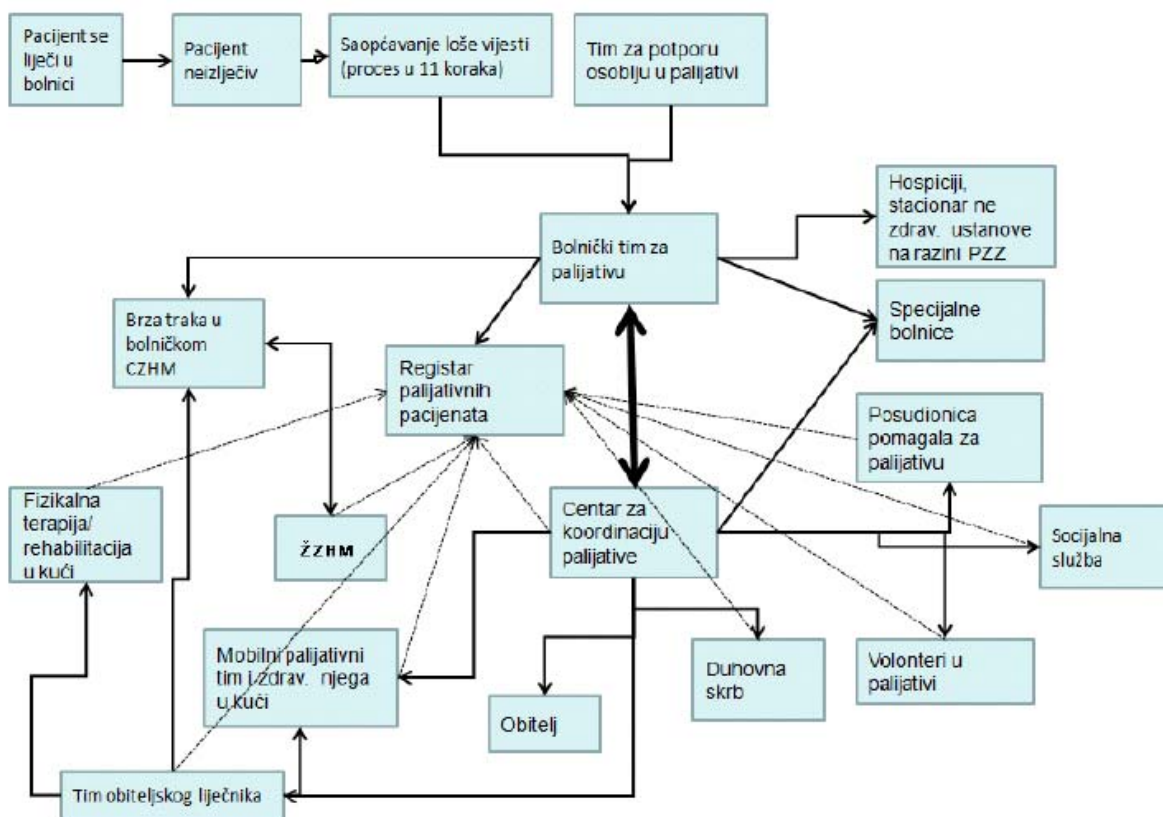 Pacijent se
liječi u
bolnici
Pacijent
neizlječiv
Saopćavanje loše vijesti
(proces u 11 koraka)
Tim za potporu
osoblju u palijativi
Hospiciji,
stacionar ne
zdrav. ustanove
na razini PZZ
Bolnički tim za
palijativu
Specijalne
bolnice
Brza traka u
bolničkom
CZHM
Registar
palijativnih
pacijenata
Posudionica
pomagala za
palijativu
Fizikalna
terapija/
rehabilitacija
u kući
ŽZHM
Centar za
koordinaciju
palijative
Socijalna
služba
Mobilni palijativni
tim i zdrav. njega
u kući
Obitelj
Duhovna
skrb
Volonteri u
palijativi
Tim obiteljskog liječnika